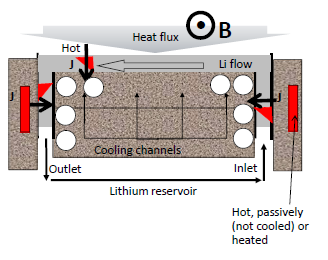 Heat flux
B
Hot
J
Li flow
J
J
Cooling channels
Outlet
Inlet
Lithium reservoir
Hot, passively
(not cooled) or
heated